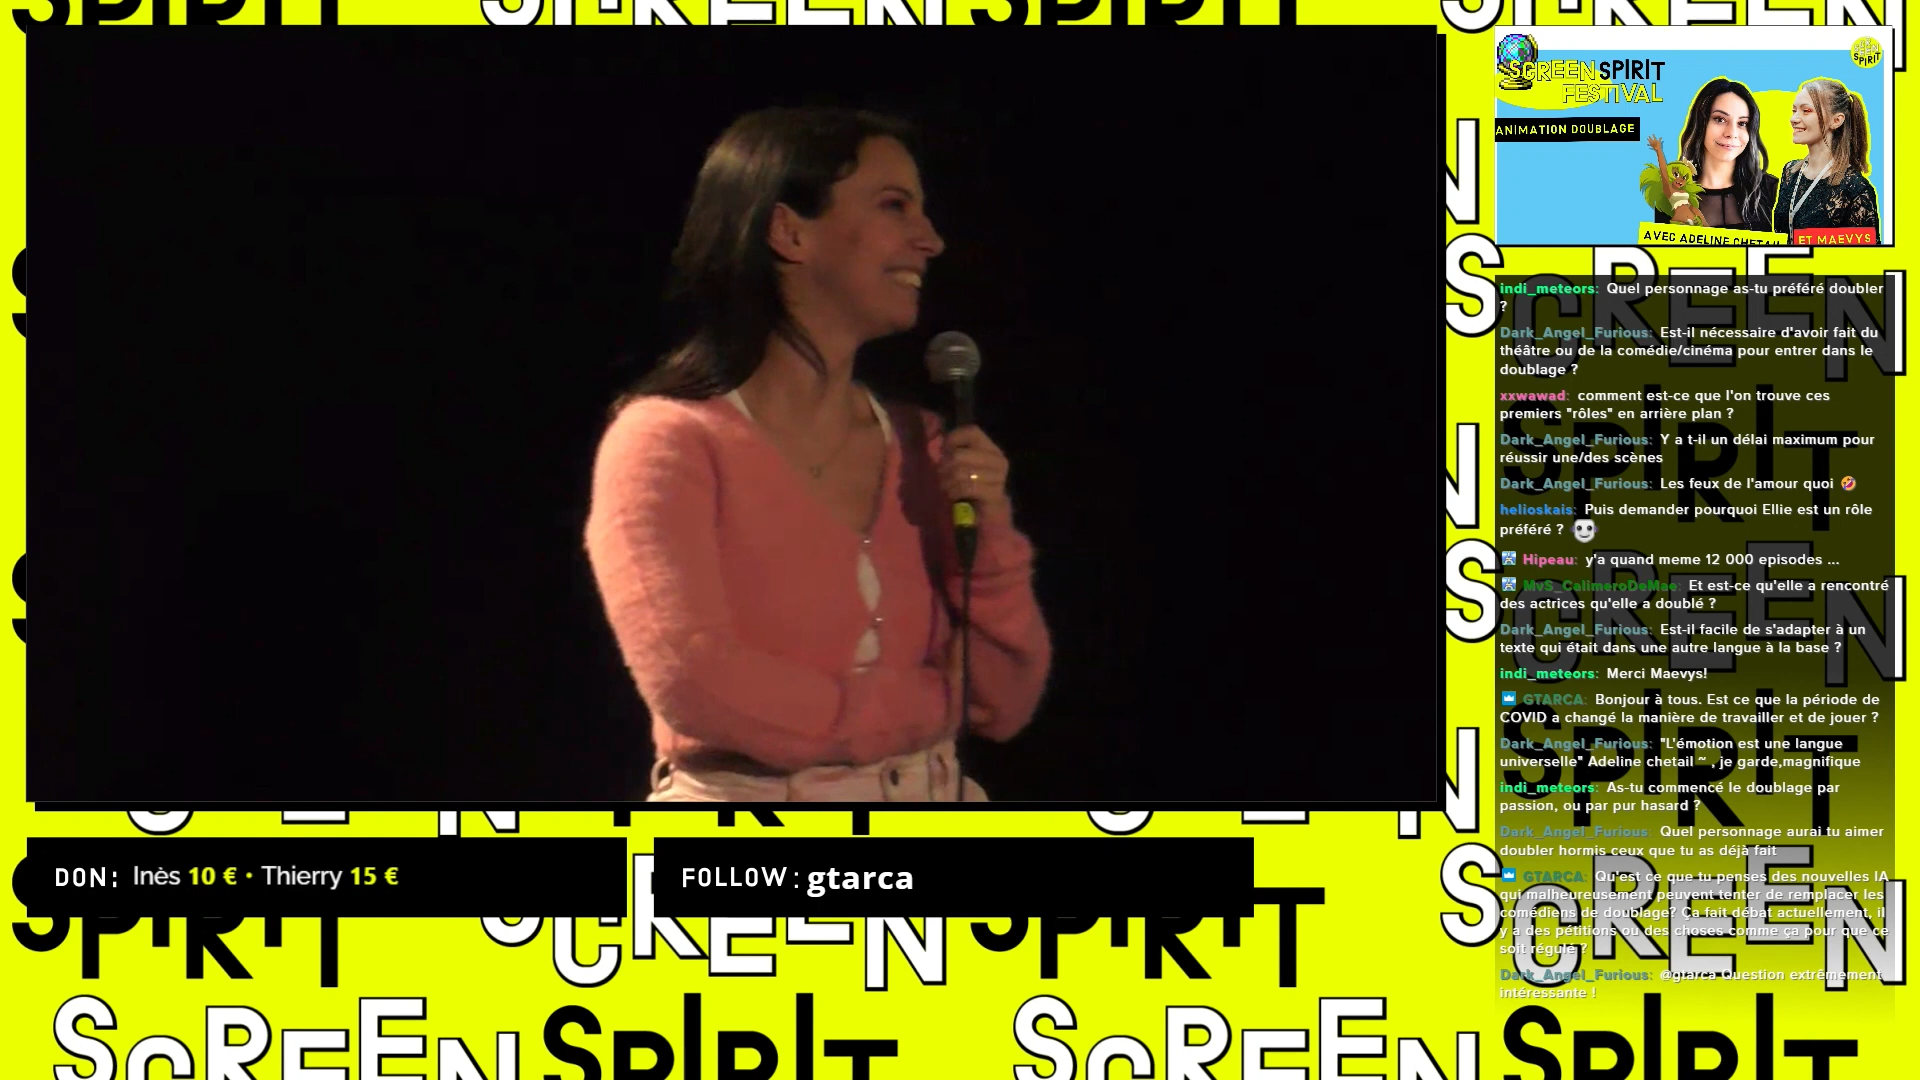 SCREEN SPIRIT
FESTIVAL
SCREEN SPIRIT
ANIMATION DOUBLAGE
AVEC ADELINE CHETAIL
ET MAEVYS
indi_meteors: Quel personnage as-tu préféré doubler
?
Dark_Angel_Furious: Est-il nécessaire d'avoir fait du
théâtre ou de la comédie/cinéma pour entrer dans le
doublage ?
xxwawad: comment est-ce que l'on trouve ces
premiers "rôles" en arrière plan ?
Dark_Angel_Furious: Y a t-il un délai maximum pour
réussir une/des scènes
Dark_Angel_Furious: Les feux de l'amour quoi 🤣
helioskais: Puis demander pourquoi Ellie est un rôle
préféré ?
Hipeau: y'a quand meme 12 000 episodes ...
MvS_CalimeroDeMae: Et est-ce qu'elle a rencontré
des actrices qu'elle a doublé ?
Dark_Angel_Furious: Est-il facile de s'adapter à un
texte qui était dans une autre langue à la base ?
indi_meteors: Merci Maevys!
GTARCA: Bonjour à tous. Est ce que la période de
COVID a changé la manière de travailler et de jouer ?
Dark_Angel_Furious: "L'émotion est une langue
universelle" Adeline chetail ~ , je garde,magnifique
indi_meteors: As-tu commencé le doublage par
passion, ou par pur hasard ?
Dark_Angel_Furious: Quel personnage aurai tu aimer
doubler hormis ceux que tu as déjà fait
GTARCA: Qu'est ce que tu penses des nouvelles IA
qui malheureusement peuvent tenter de remplacer les
comédiens de doublage? Ça fait débat actuellement, il
y a des pétitions ou des choses comme ça pour que ce
soit régulé ?
Dark_Angel_Furious: @gtarca Question extrêmement
intéressante !
DON: Inès 10 € • Thierry 15 €
FOLLOW: gtarca
SPIRIT SCREEN SPIRIT SCREEN
SCREEN SPIRIT SCREEN SPIRIT